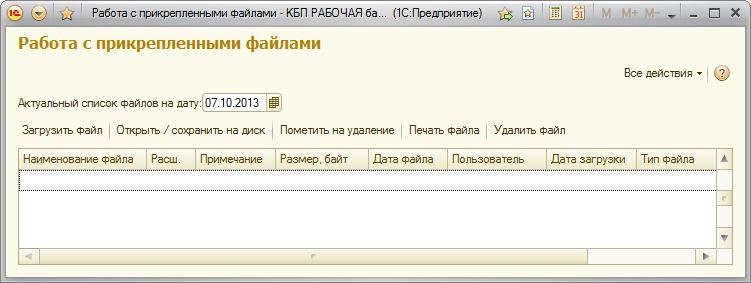 1С Работа с прикрепленными файлами - КБП РАБОЧАЯ ба... (1С:Предприятие) 31 M M+ M-
Работа с прикрепленными файлами
Все действия ?
Актуальный список файлов на дату: 07.10.2013
Загрузить файл Открыть / сохранить на диск Пометить на удаление Печать файла Удалить файл
Наименование файла Расш. Примечание Размер, байт Дата файла Пользователь Дата загрузки Тип файла